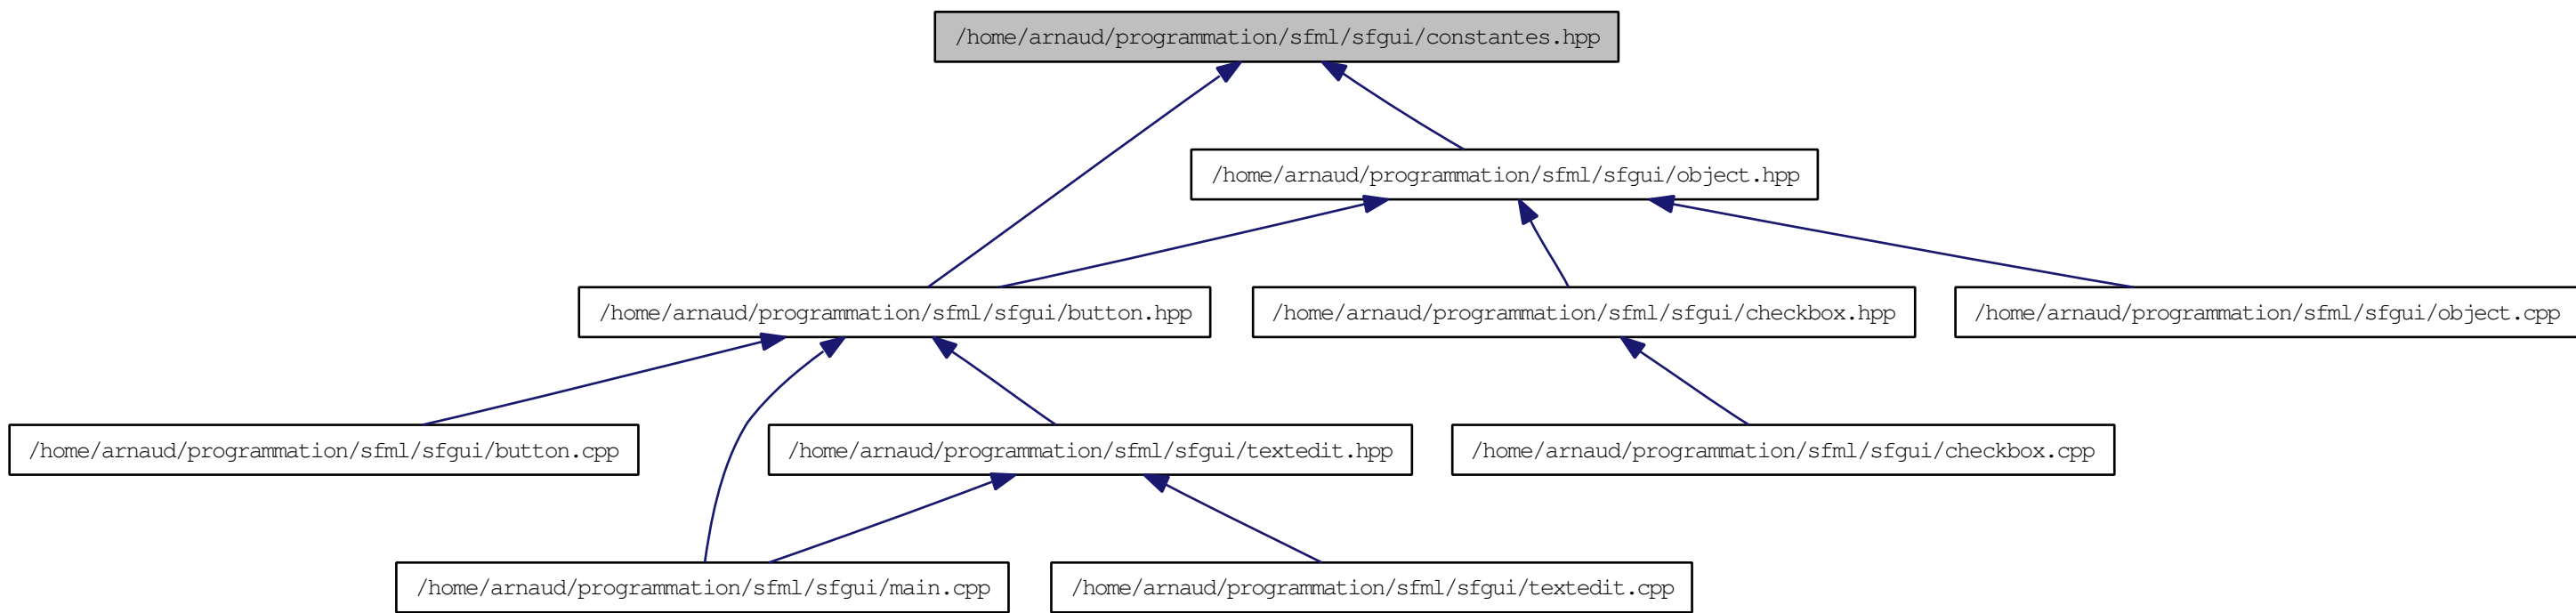 /home/arnaud/programmation/sfml/sfgui/constantes.hpp
/home/arnaud/programmation/sfml/sfgui/object.hpp
/home/arnaud/programmation/sfml/sfgui/button.hpp
/home/arnaud/programmation/sfml/sfgui/checkbox.hpp
/home/arnaud/programmation/sfml/sfgui/object.cpp
/home/arnaud/programmation/sfml/sfgui/button.cpp
/home/arnaud/programmation/sfml/sfgui/textedit.hpp
/home/arnaud/programmation/sfml/sfgui/checkbox.cpp
/home/arnaud/programmation/sfml/sfgui/main.cpp
/home/arnaud/programmation/sfml/sfgui/textedit.cpp